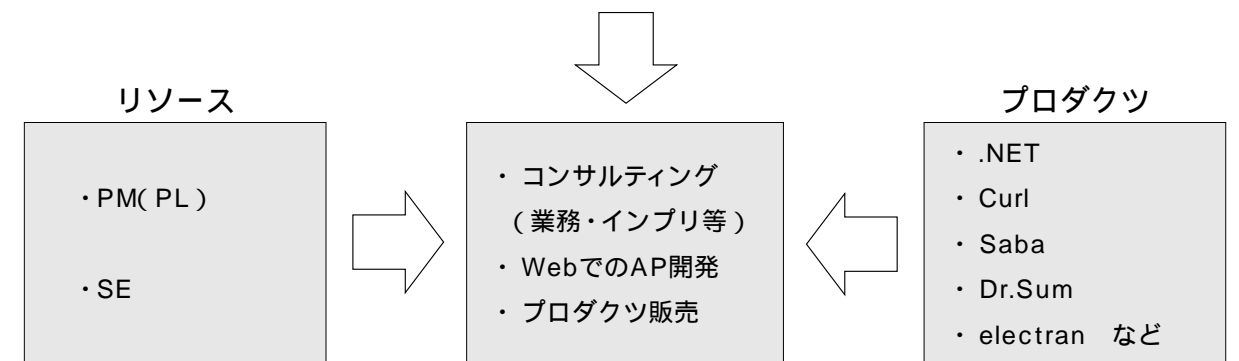 リソース
・PM(PL)
・SE
・コンサルティング
(業務・インプリ等)
・WebでのAP開発
・プロダクツ販売
プロダクツ
・.NET
・Curl
・Saba
・Dr.Sum
・electran など